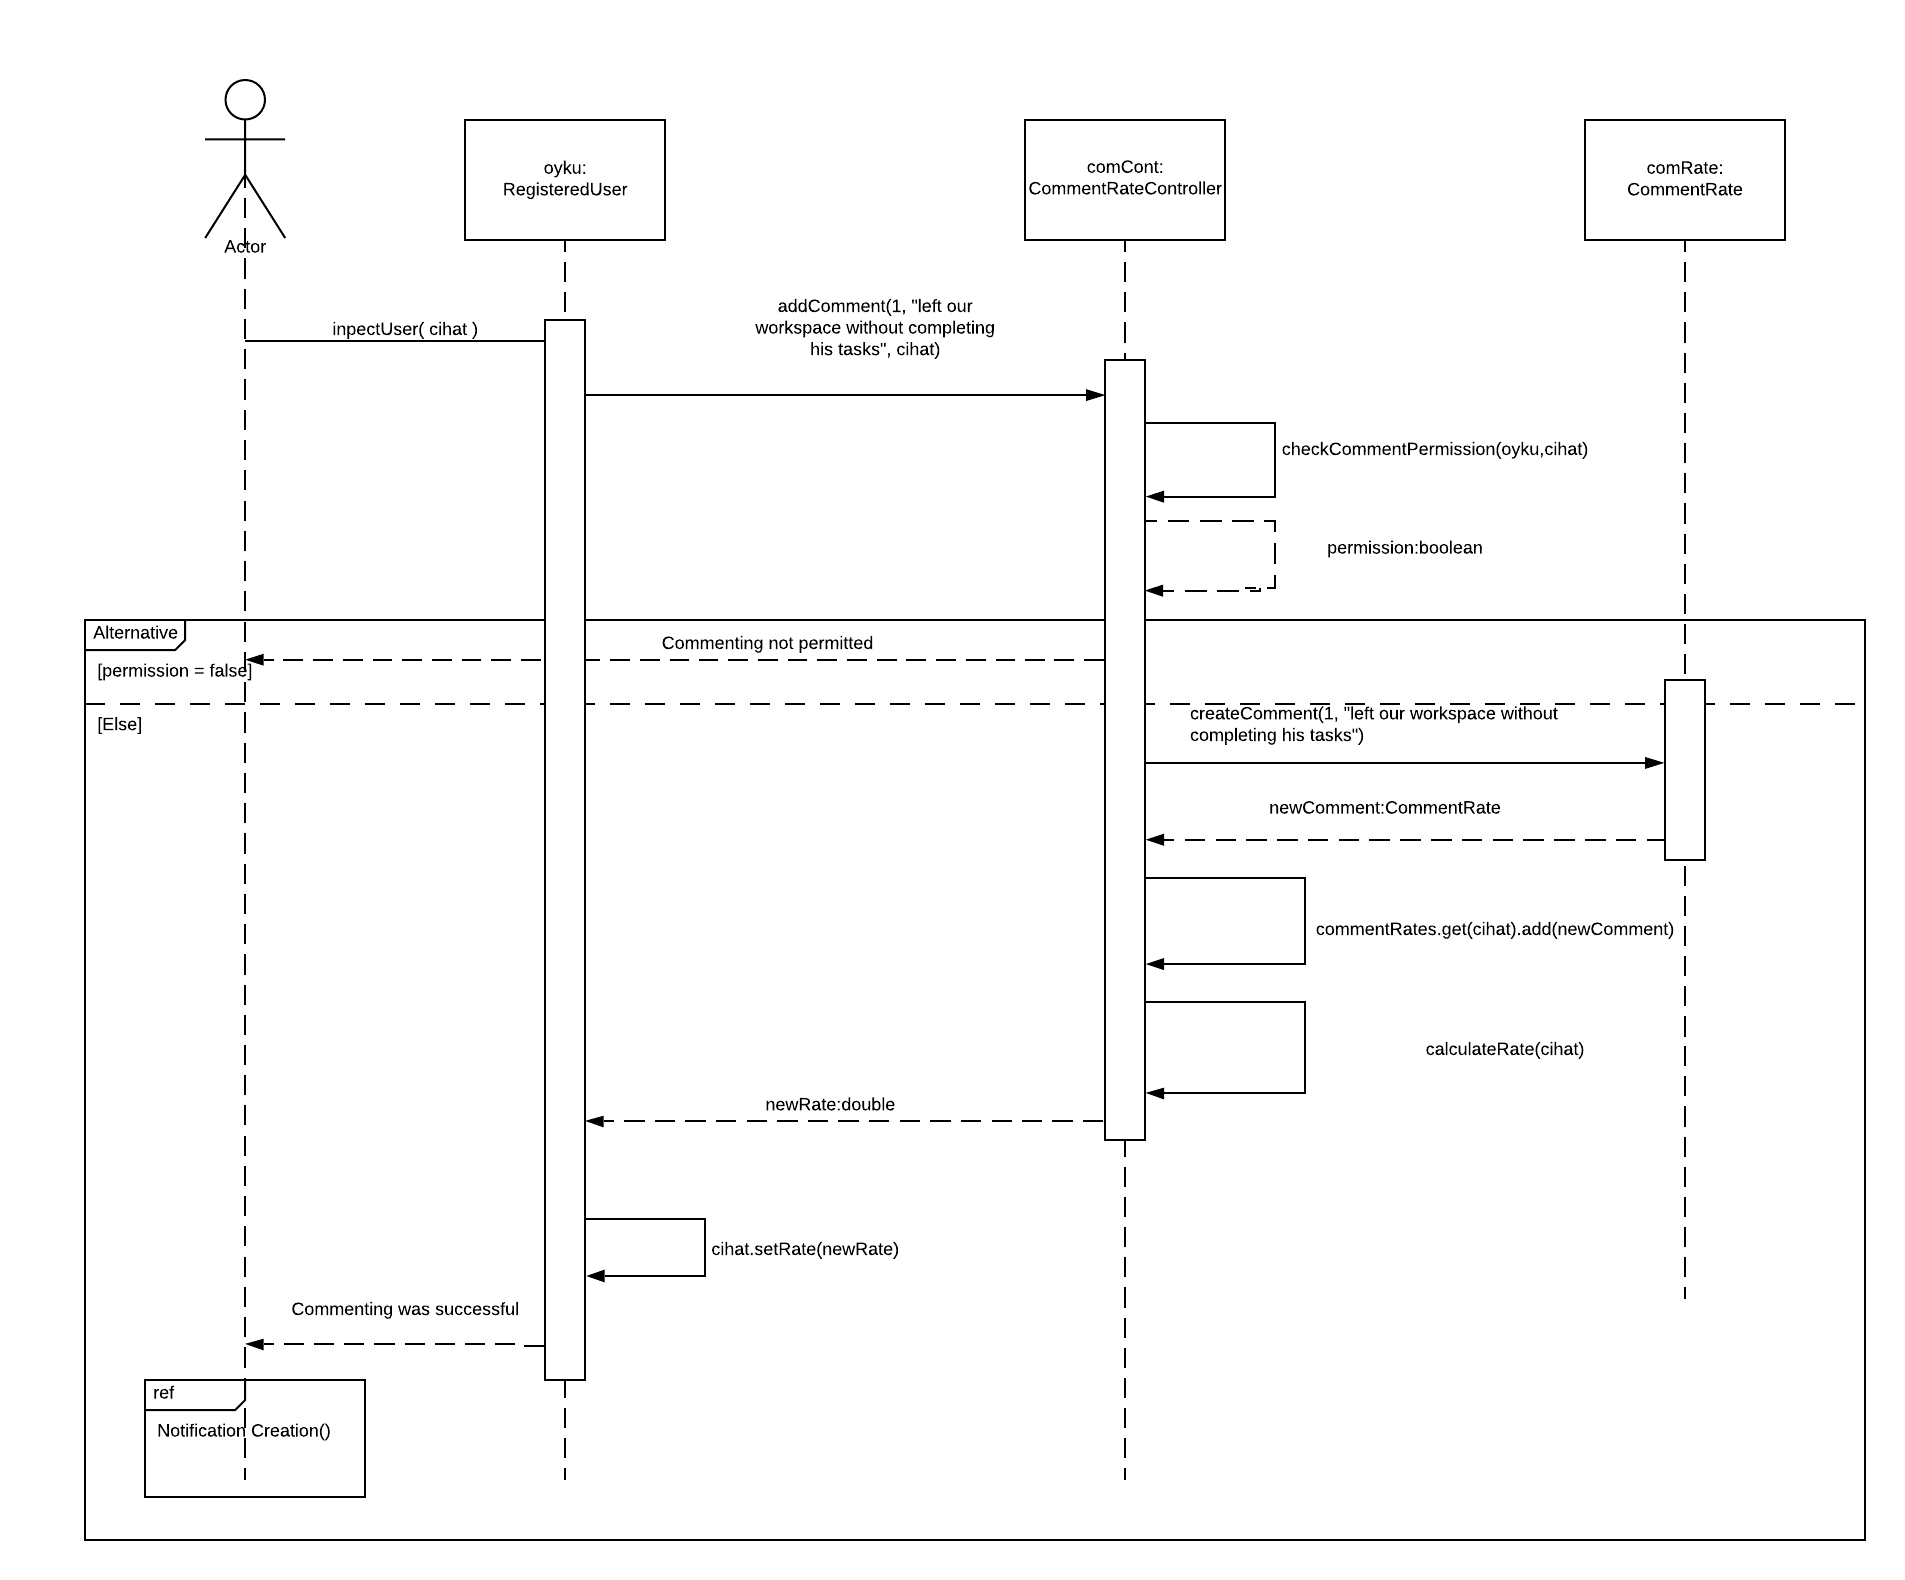 Actor
oyku:
RegisteredUser
comCont:
CommentRateController
comRate:
CommentRate
inpectUser( cihat )
addComment(1, "left our
workspace without completing
his tasks", cihat)
checkCommentPermission(oyku,cihat)
permission:boolean
Alternative
Commenting not permitted
[permission = false]
[Else]
createComment(1, "left our workspace without
completing his tasks")
newComment:CommentRate
commentRates.get(cihat).add(newComment)
calculateRate(cihat)
newRate:double
cihat.setRate(newRate)
Commenting was successful
ref
Notification Creation()